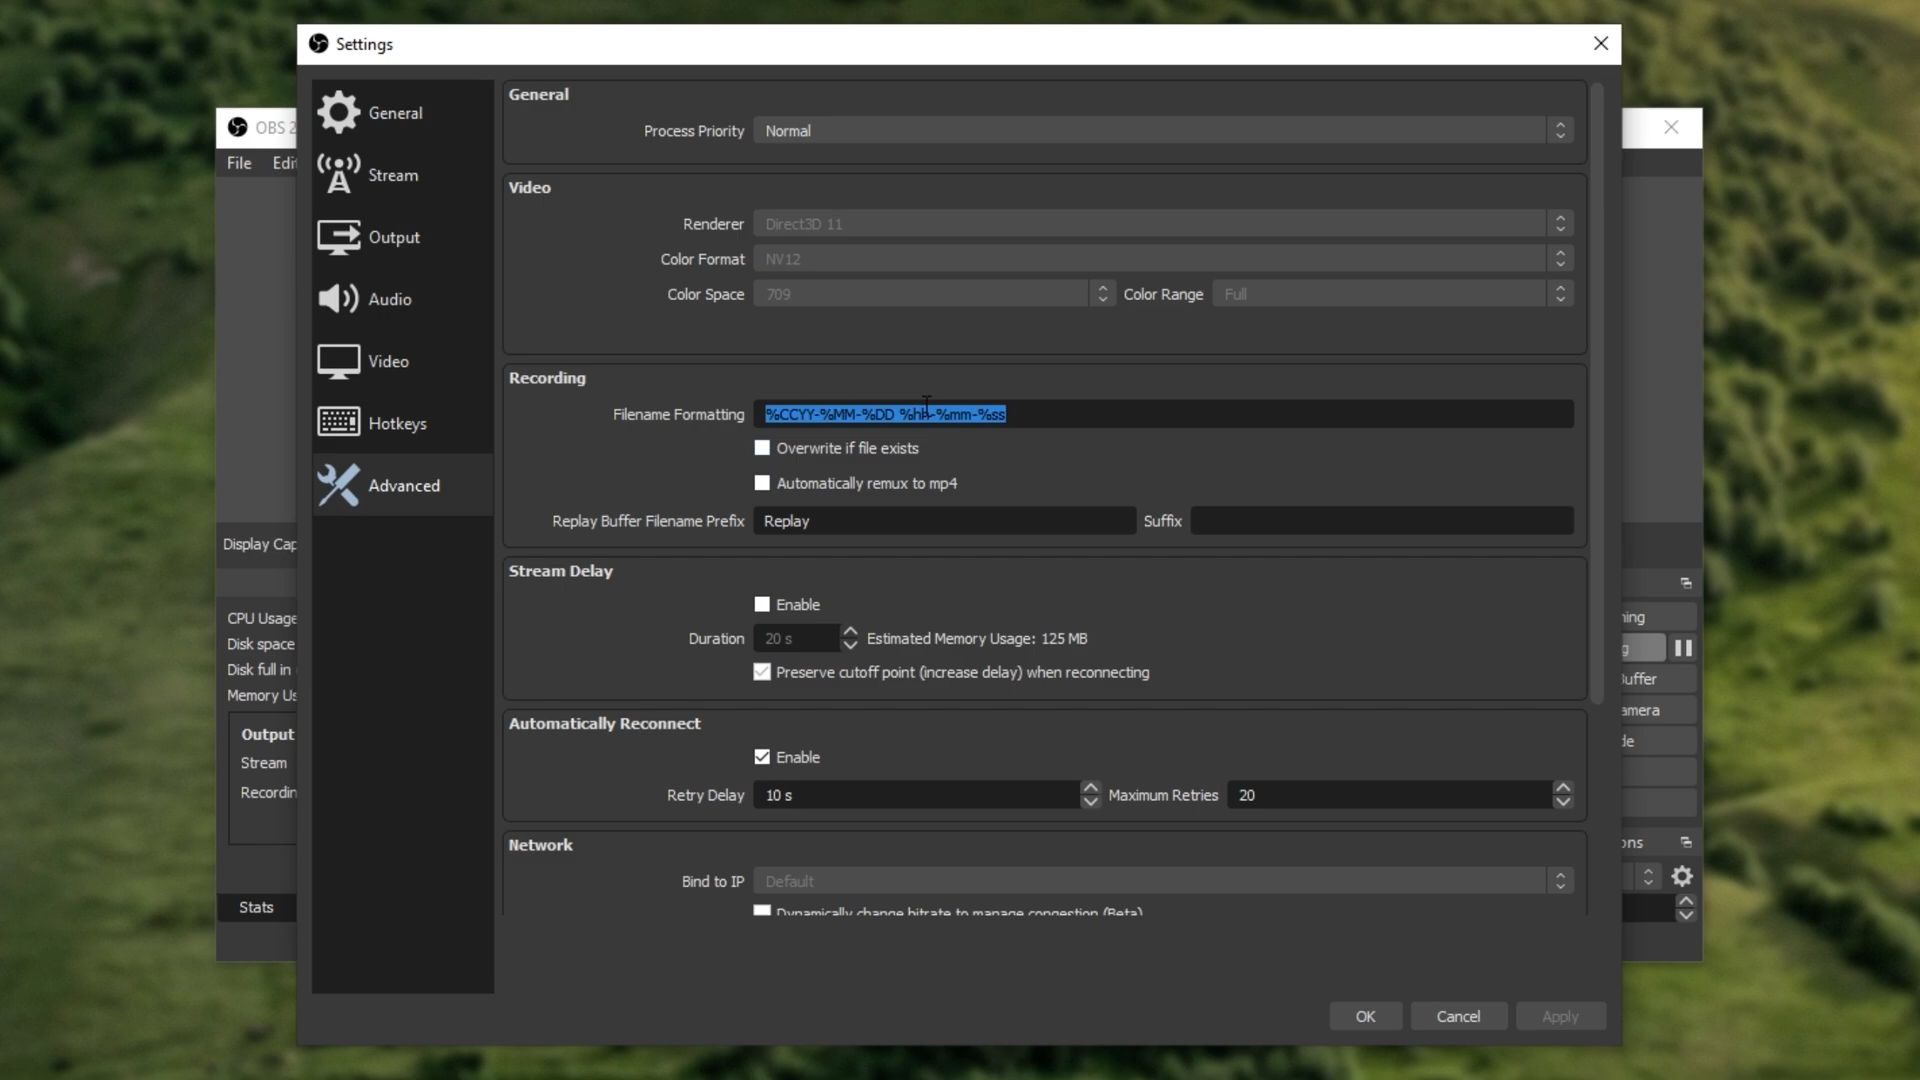 Settings
General
Stream
Output
Audio
Video
Hotkeys
Advanced
General
Process Priority Normal
Video
Renderer Direct3D 11
Color Format NV12
Color Space 709 Color Range Full
Recording
Filename Formatting %CCYY-%MM-%DD %hh-%mm-%ss
Overwrite if file exists
Automatically remux to mp4
Replay Buffer Filename Prefix Replay Suffix
Stream Delay
Enable
Duration 20 s Estimated Memory Usage: 125 MB
Preserve cutoff point (increase delay) when reconnecting
Automatically Reconnect
Enable
Retry Delay 10 s Maximum Retries 20
Network
Bind to IP Default
Dynamically change bitrate to manage congestion (Beta)
OK Cancel Apply
OBS 2
File Edi
Display Cap
CPU Usage
Disk space
Disk full in
Memory Us
Output
Stream
Recordin
Stats
ning
g
Buffer
amera
de
ons